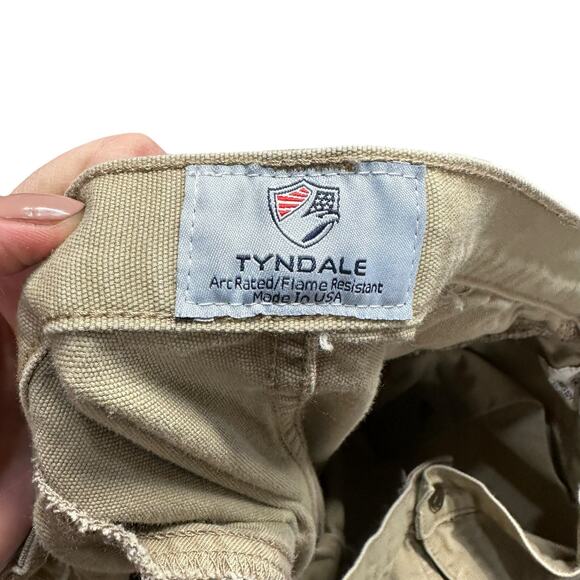 TYNDALE
Arc Rated/Flame Resistant
Made In USA